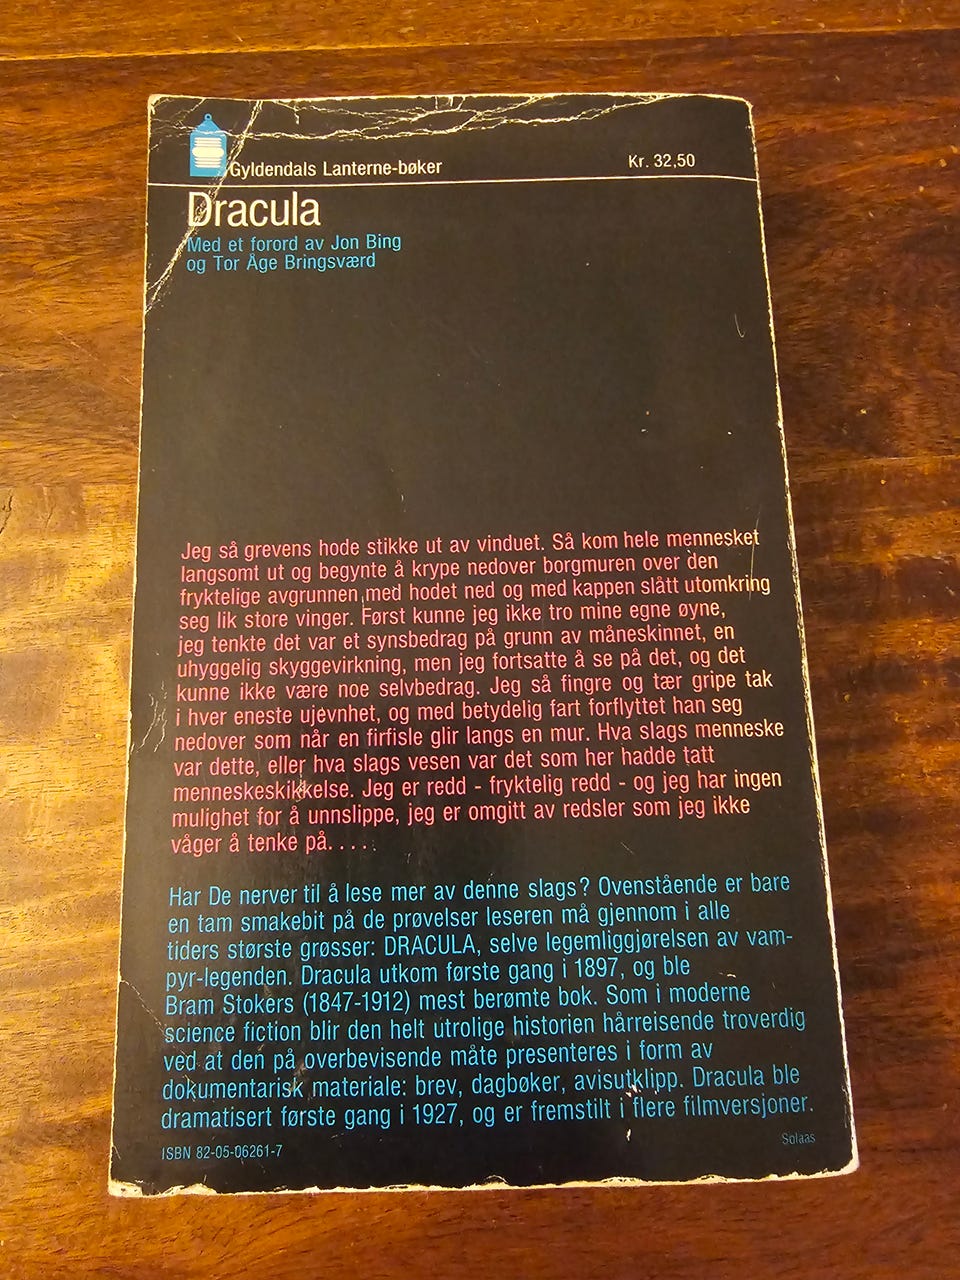 Gyldendals Lanterne-bøker Kr. 32,50
Dracula
Med et forord av Jon Bing
og Tor Åge Bringsværd
Jeg så grevens hode stikke ut av vinduet. Så kom hele mennesket
langsomt ut og begynte å krype nedover borgmuren over den
fryktelige avgrunnen, med hodet ned og med kappen slått utomkring
seg lik store vinger. Først kunne jeg ikke tro mine egne øyne,
jeg tenkte det var et synsbedrag på grunn av måneskinnet, en
uhyggelig skyggevirkning, men jeg fortsatte å se på det, og det
kunne ikke være noe selvbedrag. Jeg så fingre og tær gripe tak
i hver eneste ujevnhet, og med betydelig fart forflyttet han seg
nedover som når en firfisle glir langs en mur. Hva slags menneske
var dette, eller hva slags vesen var det som her hadde tatt
menneskeskikkelse. Jeg er redd - fryktelig redd - og jeg har ingen
mulighet for å unnslippe, jeg er omgitt av redsler som jeg ikke
våger å tenke på. . . . .
Har De nerver til å lese mer av denne slags? Ovenstående er bare
en tam smakebit på de prøvelser leseren må gjennom i alle
tiders største grøsser: DRACULA, selve legemliggjørelsen av vam-
pyr-legenden. Dracula utkom første gang i 1897, og ble
Bram Stokers (1847-1912) mest berømte bok. Som i moderne
science fiction blir den helt utrolige historien hårreisende troverdig
ved at den på overbevisende måte presenteres i form av
dokumentarisk materiale: brev, dagbøker, avisutklipp. Dracula ble
dramatisert første gang i 1927, og er fremstilt i flere filmversjoner.
ISBN 82-05-06261-7 Solaas